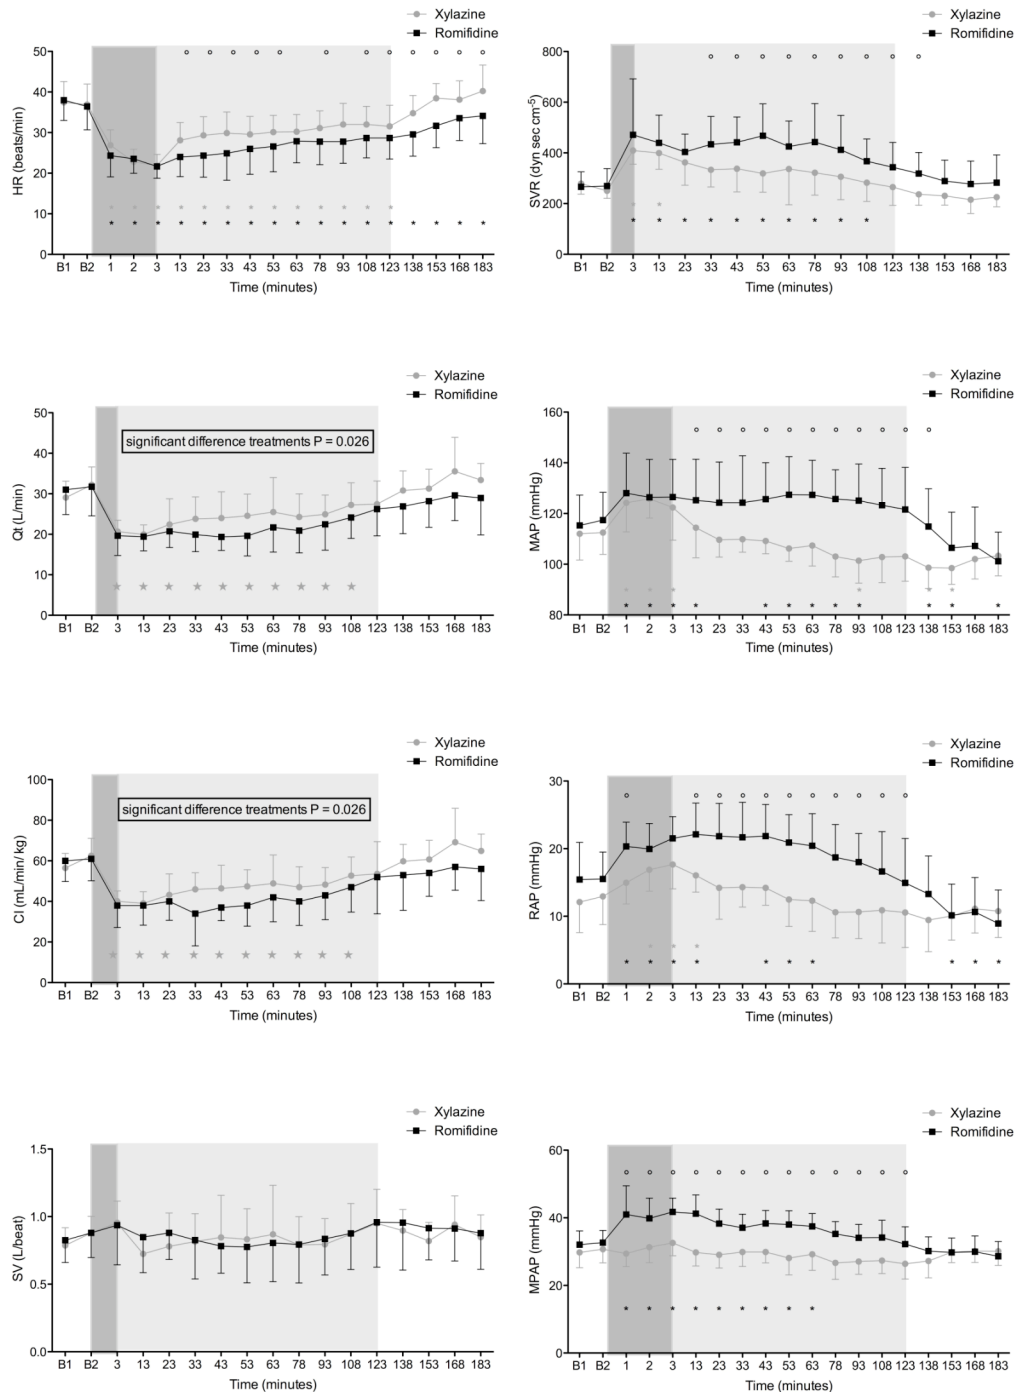 Xylazine
Romifidine
HR (beats/min)
50
40
30
20
10
0
B1 B2 1 2 3 13 23 33 43 53 63 78 93 108 123 138 153 168 183
Time (minutes)
Xylazine
Romifidine
SVR (dyn sec cm-5)
800
600
400
200
0
B1 B2 3 13 23 33 43 53 63 78 93 108 123 138 153 168 183
Time (minutes)
Xylazine
Romifidine
Qt (L/min)
50
40
30
20
10
0
significant difference treatments P = 0.026
B1 B2 3 13 23 33 43 53 63 78 93 108 123 138 153 168 183
Time (minutes)
Xylazine
Romifidine
MAP (mmHg)
160
140
120
100
80
B1 B2 1 2 3 13 23 33 43 53 63 78 93 108 123 138 153 168 183
Time (minutes)
Xylazine
Romifidine
CI (mL/min/ kg)
100
80
60
40
20
0
significant difference treatments P = 0.026
B1 B2 3 13 23 33 43 53 63 78 93 108 123 138 153 168 183
Time (minutes)
Xylazine
Romifidine
RAP (mmHg)
30
20
10
0
B1 B2 1 2 3 13 23 33 43 53 63 78 93 108 123 138 153 168 183
Time (minutes)
Xylazine
Romifidine
SV (L/beat)
1.5
1.0
0.5
0.0
B1 B2 3 13 23 33 43 53 63 78 93 108 123 138 153 168 183
Time (minutes)
Xylazine
Romifidine
MPAP (mmHg)
60
40
20
0
B1 B2 1 2 3 13 23 33 43 53 63 78 93 108 123 138 153 168 183
Time (minutes)